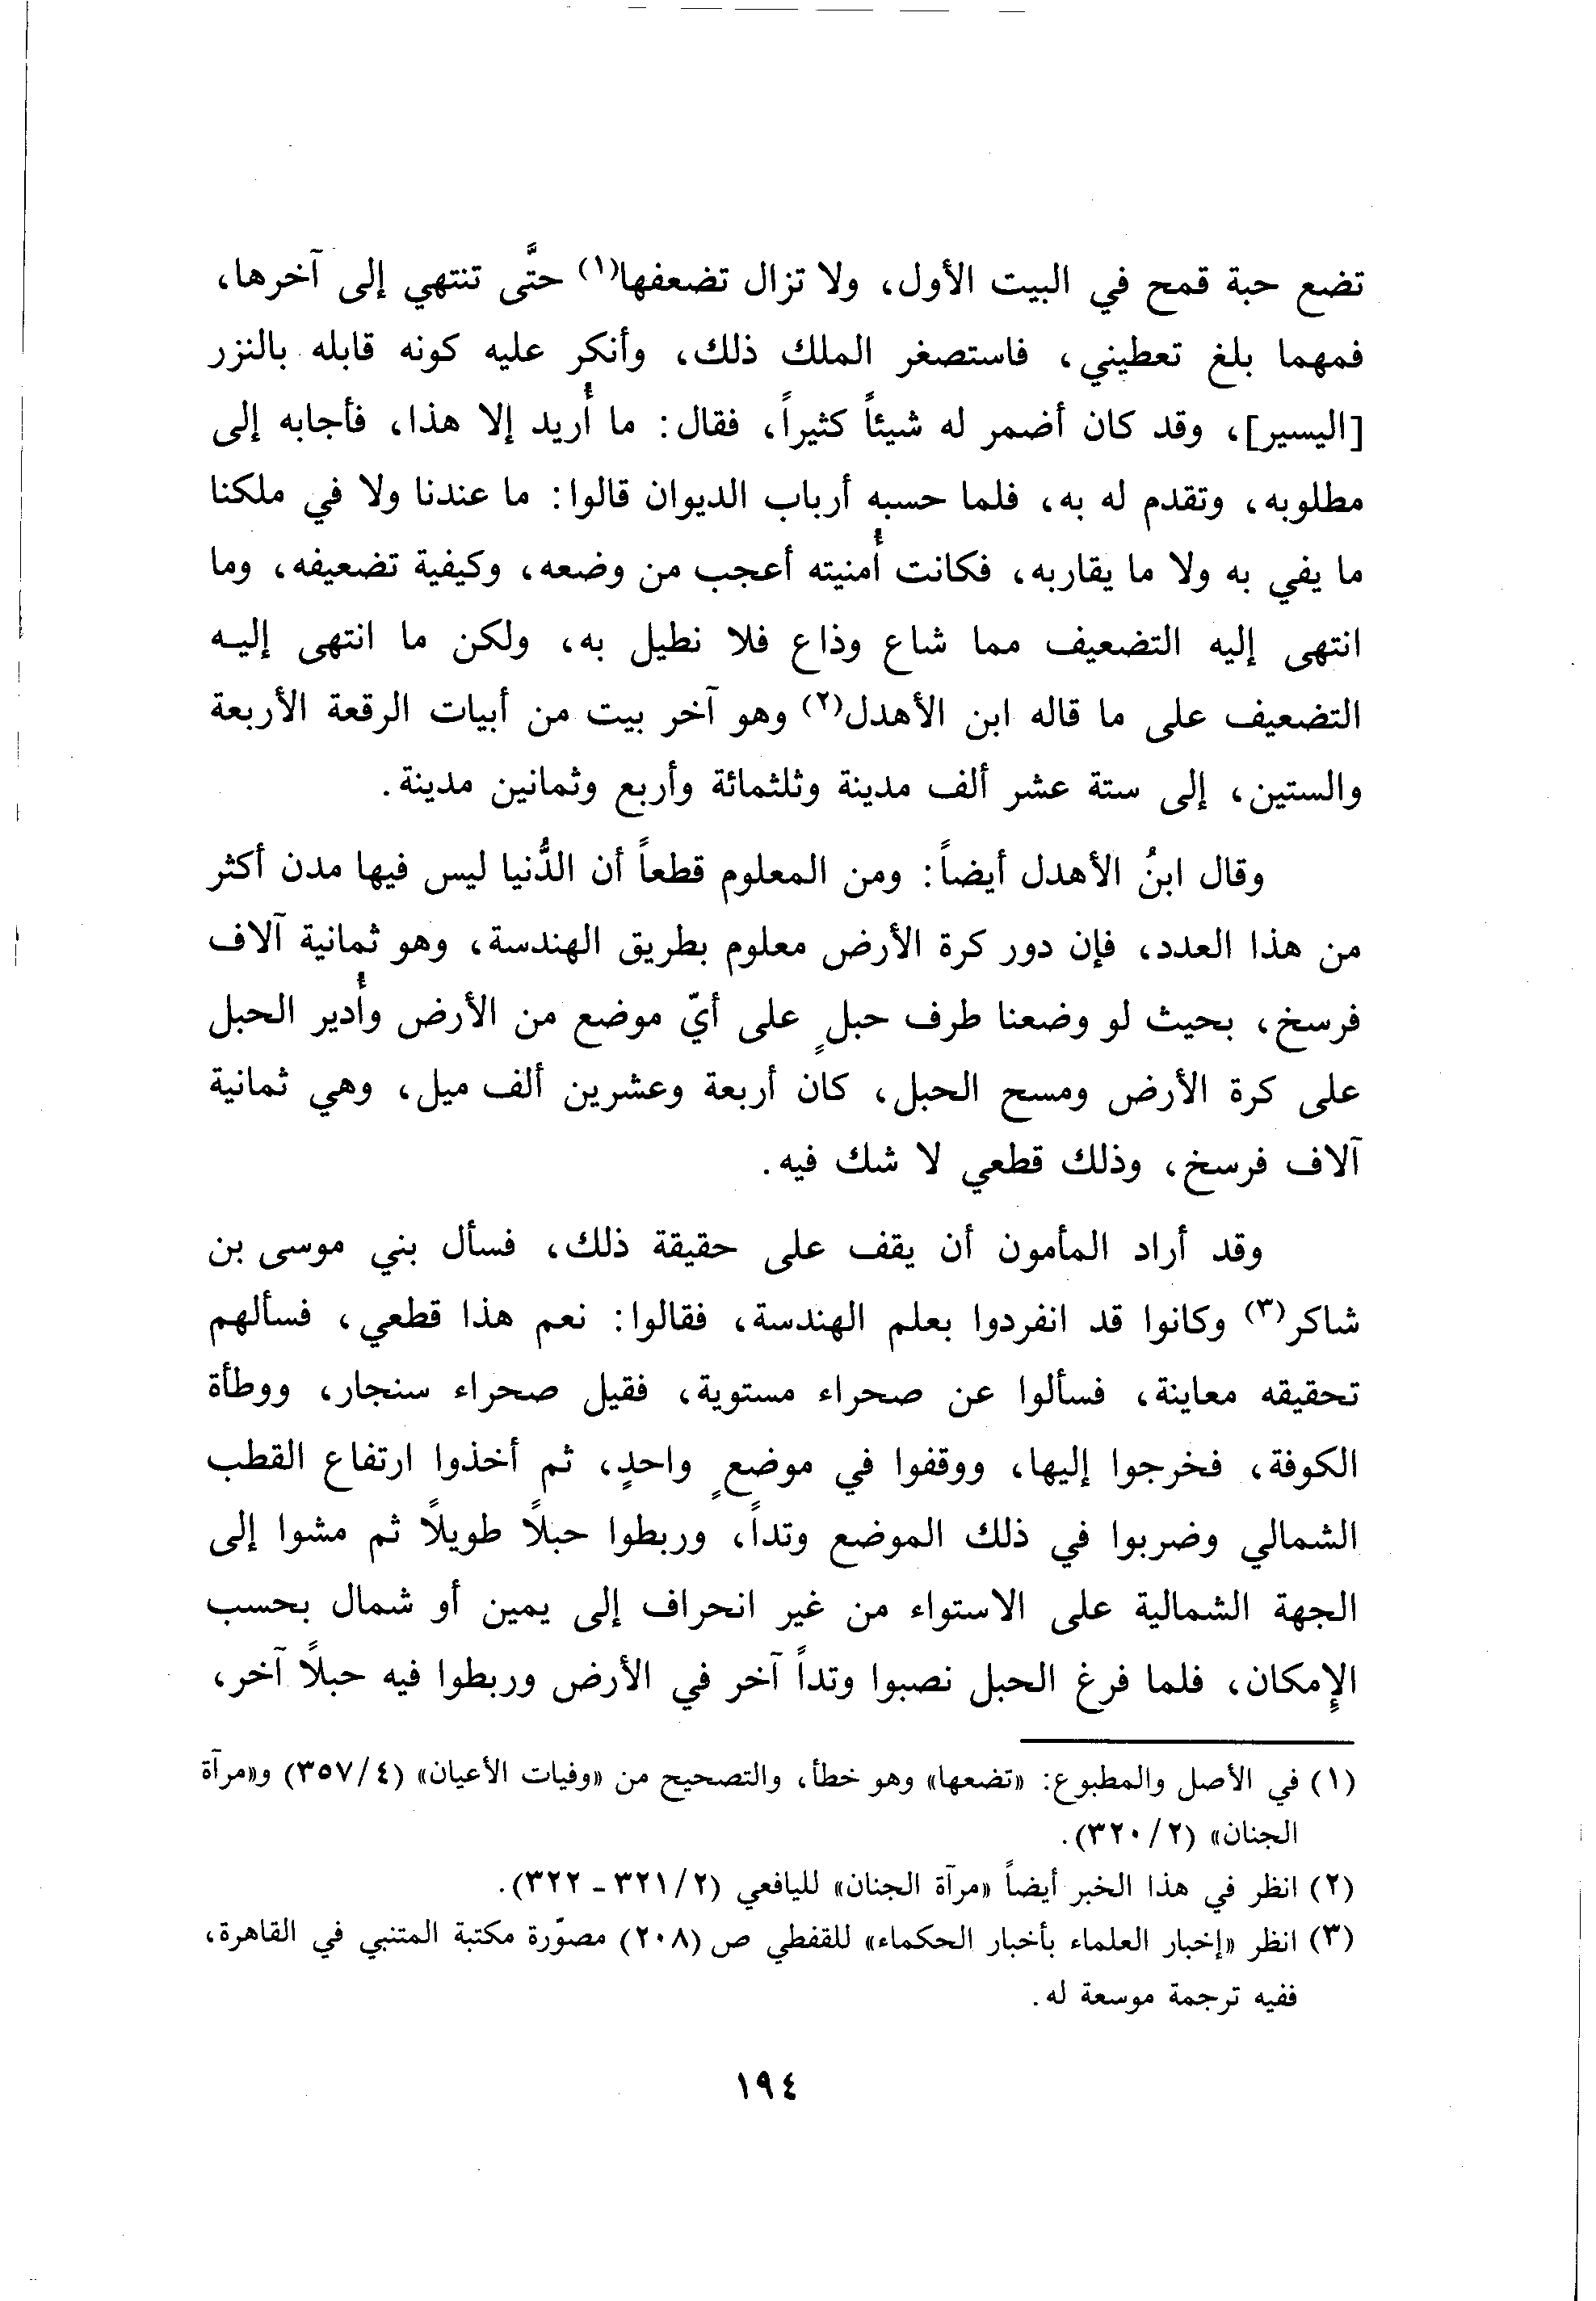 تضع حبة قمح في البيت الأول، ولا تزال تضعفها(١) حتَّى تنتهي إلى آخرها،
فمهما بلغ تعطيني، فاستصغر الملك ذلك، وأنكر عليه كونه قابله بالنزر
[اليسير]، وقد كان أضمر له شيئاً كثيراً، فقال: ما أُريد إلا هذا، فأجابه إلى
مطلوبه، وتقدم له به، فلما حسبه أرباب الديوان قالوا: ما عندنا ولا في ملكنا
ما يفي به ولا ما يقاربه، فكانت أُمنيته أعجب من وضعه، وكيفية تضعيفه، وما
انتهى إليه التضعيف مما شاع وذاع فلا نطيل به، ولكن ما انتهى إليه
التضعيف على ما قاله ابن الأهدل(٢) وهو آخر بيت من أبيات الرقعة الأربعة
والستين، إلى ستة عشر ألف مدينة وثلثمائة وأربع وثمانين مدينة.
وقال ابنُ الأهدل أيضاً: ومن المعلوم قطعاً أن الدُّنيا ليس فيها مدن أكثر
من هذا العدد، فإن دور كرة الأرض معلوم بطريق الهندسة، وهو ثمانية آلاف
فرسخ، بحيث لو وضعنا طرف حبلٍ على أيّ موضع من الأرض وأُدير الحبل
على كرة الأرض ومسح الحبل، كان أربعة وعشرين ألف ميل، وهي ثمانية
آلاف فرسخ، وذلك قطعي لا شك فيه.
وقد أراد المأمون أن يقف على حقيقة ذلك، فسأل بني موسى بن
شاكر(٣) وكانوا قد انفردوا بعلم الهندسة، فقالوا: نعم هذا قطعي، فسألهم
تحقيقه معاينة، فسألوا عن صحراء مستوية، فقيل صحراء سنجار، ووطأة
الكوفة، فخرجوا إليها، ووقفوا في موضعٍ واحدٍ، ثم أخذوا ارتفاع القطب
الشمالي وضربوا في ذلك الموضع وتداً، وربطوا حبلاً طويلاً ثم مشوا إلى
الجهة الشمالية على الاستواء من غير انحراف إلى يمين أو شمال بحسب
الإِمكان، فلما فرغ الحبل نصبوا وتداً آخر في الأرض وربطوا فيه حبلاً آخر،
(١) في الأصل والمطبوع: «تضعها» وهو خطأ، والتصحيح من «وفيات الأعيان» (٤/٣٥٧) و«مرآة
الجنان» (٢/٣٢٠).
(٢) انظر في هذا الخبر أيضاً «مرآة الجنان» لليافعي (٢/٣٢١ - ٣٢٢).
(٣) انظر «إخبار العلماء بأخبار الحكماء» للقفطي ص (٢٠٨) مصوّرة مكتبة المتنبي في القاهرة،
ففيه ترجمة موسعة له.
١٩٤